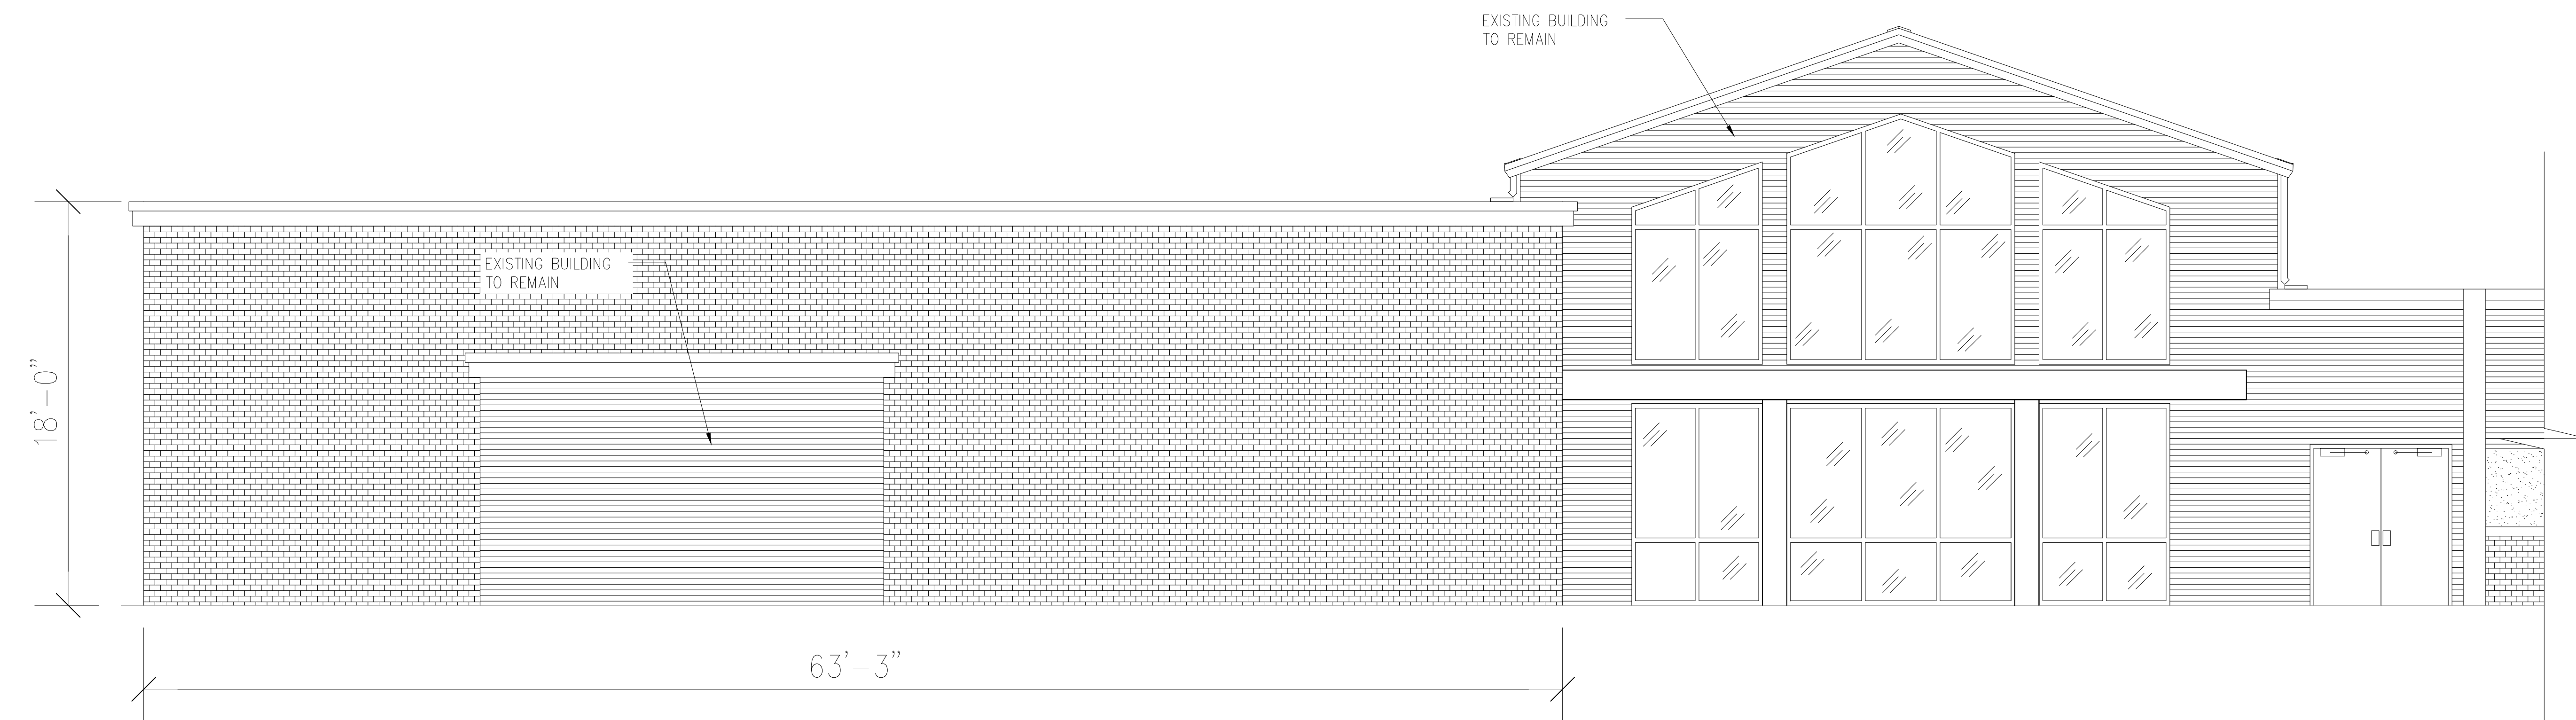 EXISTING BUILDING
TO REMAIN
EXISTING BUILDING
TO REMAIN
18'-0"
63'-3"